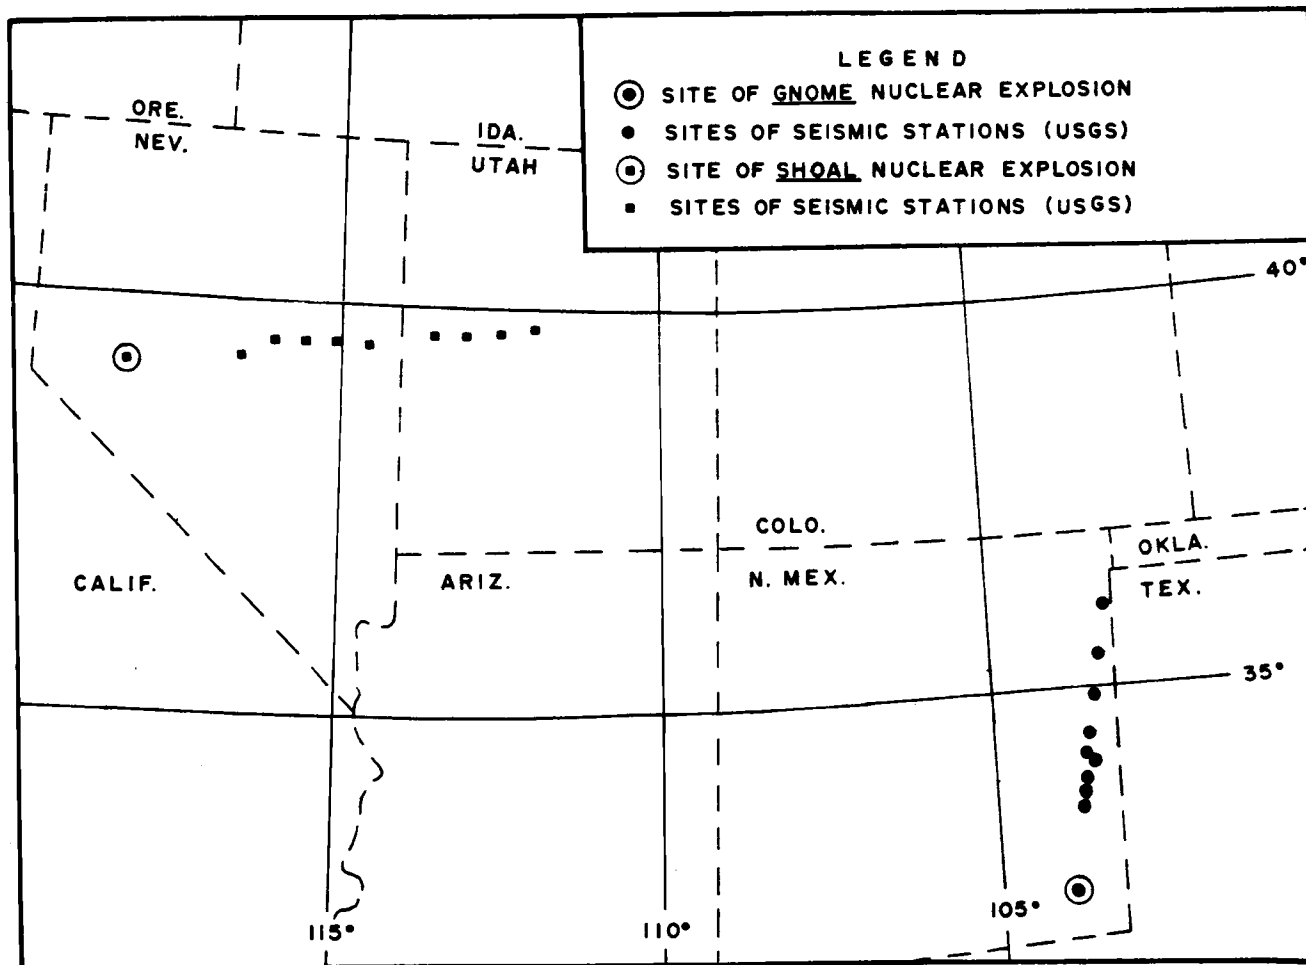 LEGEND
SITE OF GNOME NUCLEAR EXPLOSION
SITES OF SEISMIC STATIONS (USGS)
SITE OF SHOAL NUCLEAR EXPLOSION
SITES OF SEISMIC STATIONS (USGS)
ORE.
NEV.
IDA.
UTAH
40°
COLO.
OKLA.
CALIF.
ARIZ.
N. MEX.
TEX.
35°
115°
110°
105°